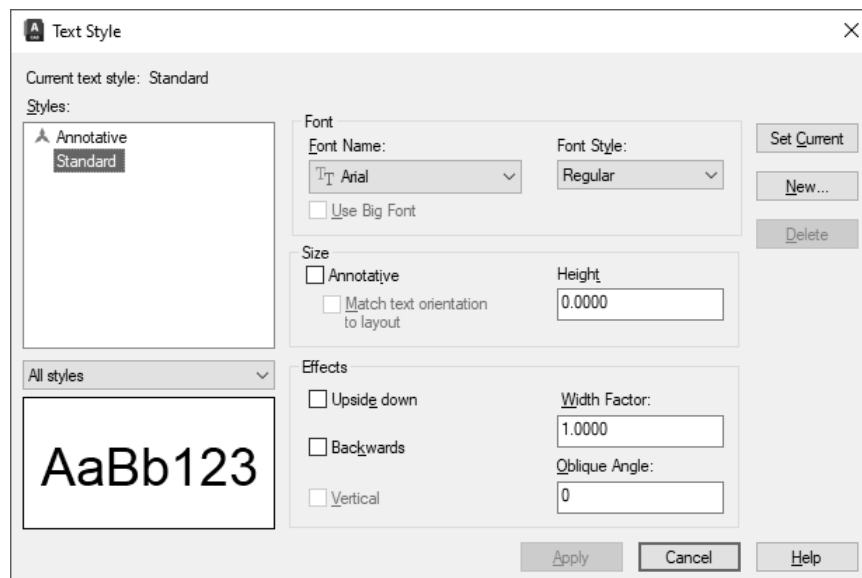 A
CAD
Text Style
Current text style: Standard
Styles:
Annotative
Standard
All styles
AaBb123
Font
Font Name:
Arial
Use Big Font
Font Style:
Regular
Size
Annotative
Match text orientation
to layout
Height
0.0000
Effects
Upside down
Backwards
Vertical
Width Factor:
1.0000
Oblique Angle:
0
Set Current
New...
Delete
Apply
Cancel
Help